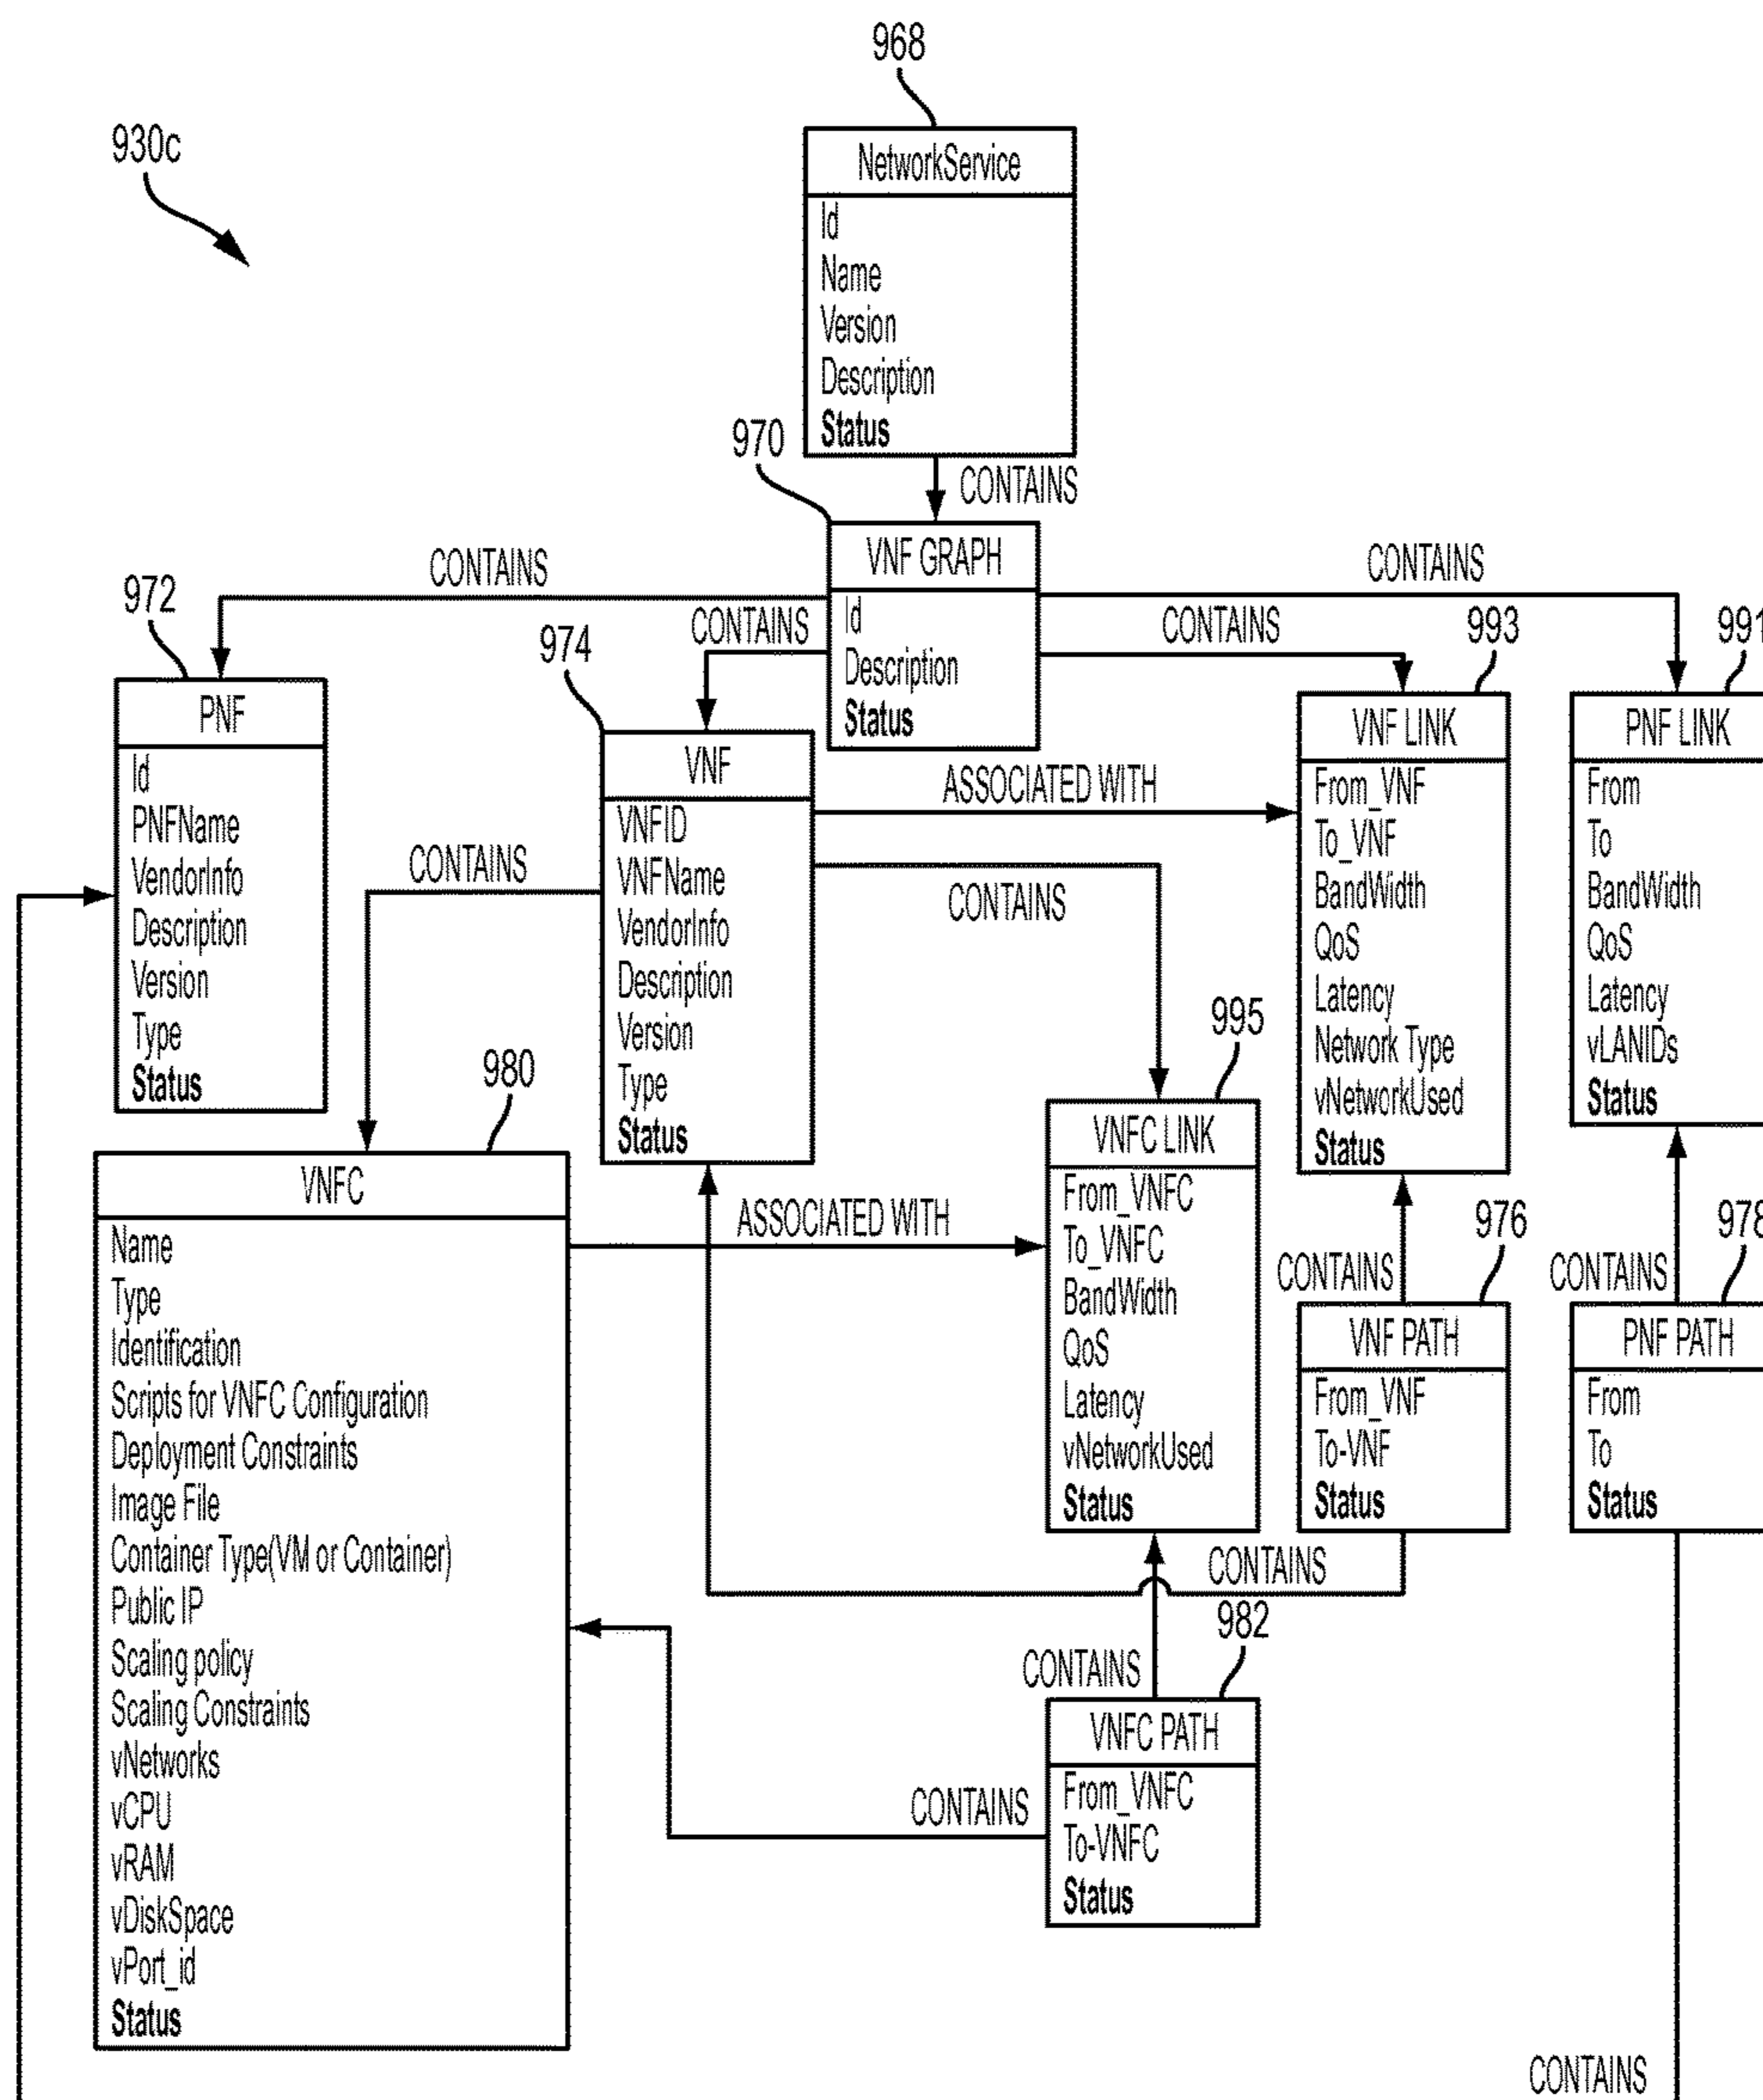 968
930c
NetworkService
Id
Name
Version
Description
Status
970
CONTAINS
VNF GRAPH
Id
Description
Status
CONTAINS
CONTAINS
CONTAINS
CONTAINS
972
PNF
Id
PNFName
VendorInfo
Description
Version
Type
Status
974
VNF
VNFID
VNFName
VendorInfo
Description
Version
Type
Status
993
VNF LINK
From_VNF
To_VNF
BandWidth
QoS
Latency
Network Type
vNetworkUsed
Status
991
PNF LINK
From
To
BandWidth
QoS
Latency
vLANIDs
Status
ASSOCIATED WITH
CONTAINS
CONTAINS
980
VNFC
Name
Type
Identification
Scripts for VNFC Configuration
Deployment Constraints
Image File
Container Type(VM or Container)
Public IP
Scaling policy
Scaling Constraints
vNetworks
vCPU
vRAM
vDiskSpace
vPort_id
Status
ASSOCIATED WITH
995
VNFC LINK
From_VNFC
To_VNFC
BandWidth
QoS
Latency
vNetworkUsed
Status
976
CONTAINS
VNF PATH
From_VNF
To-VNF
Status
978
CONTAINS
PNF PATH
From
To
Status
CONTAINS
982
CONTAINS
VNFC PATH
From_VNFC
To-VNFC
Status
CONTAINS
CONTAINS